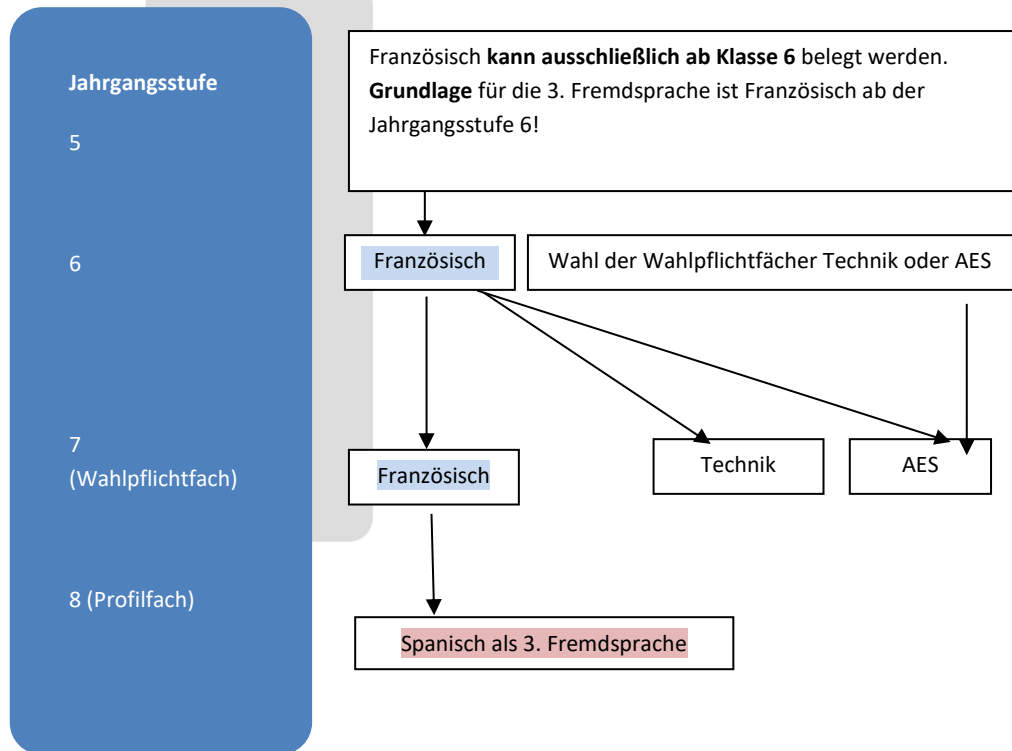 Jahrgangsstufe
5
6
7
(Wahlpflichtfach)
8 (Profilfach)
Französisch kann ausschließlich ab Klasse 6 belegt werden.
Grundlage für die 3. Fremdsprache ist Französisch ab der
Jahrgangsstufe 6!
Französisch
Wahl der Wahlpflichtfächer Technik oder AES
Französisch
Technik
AES
Spanisch als 3. Fremdsprache